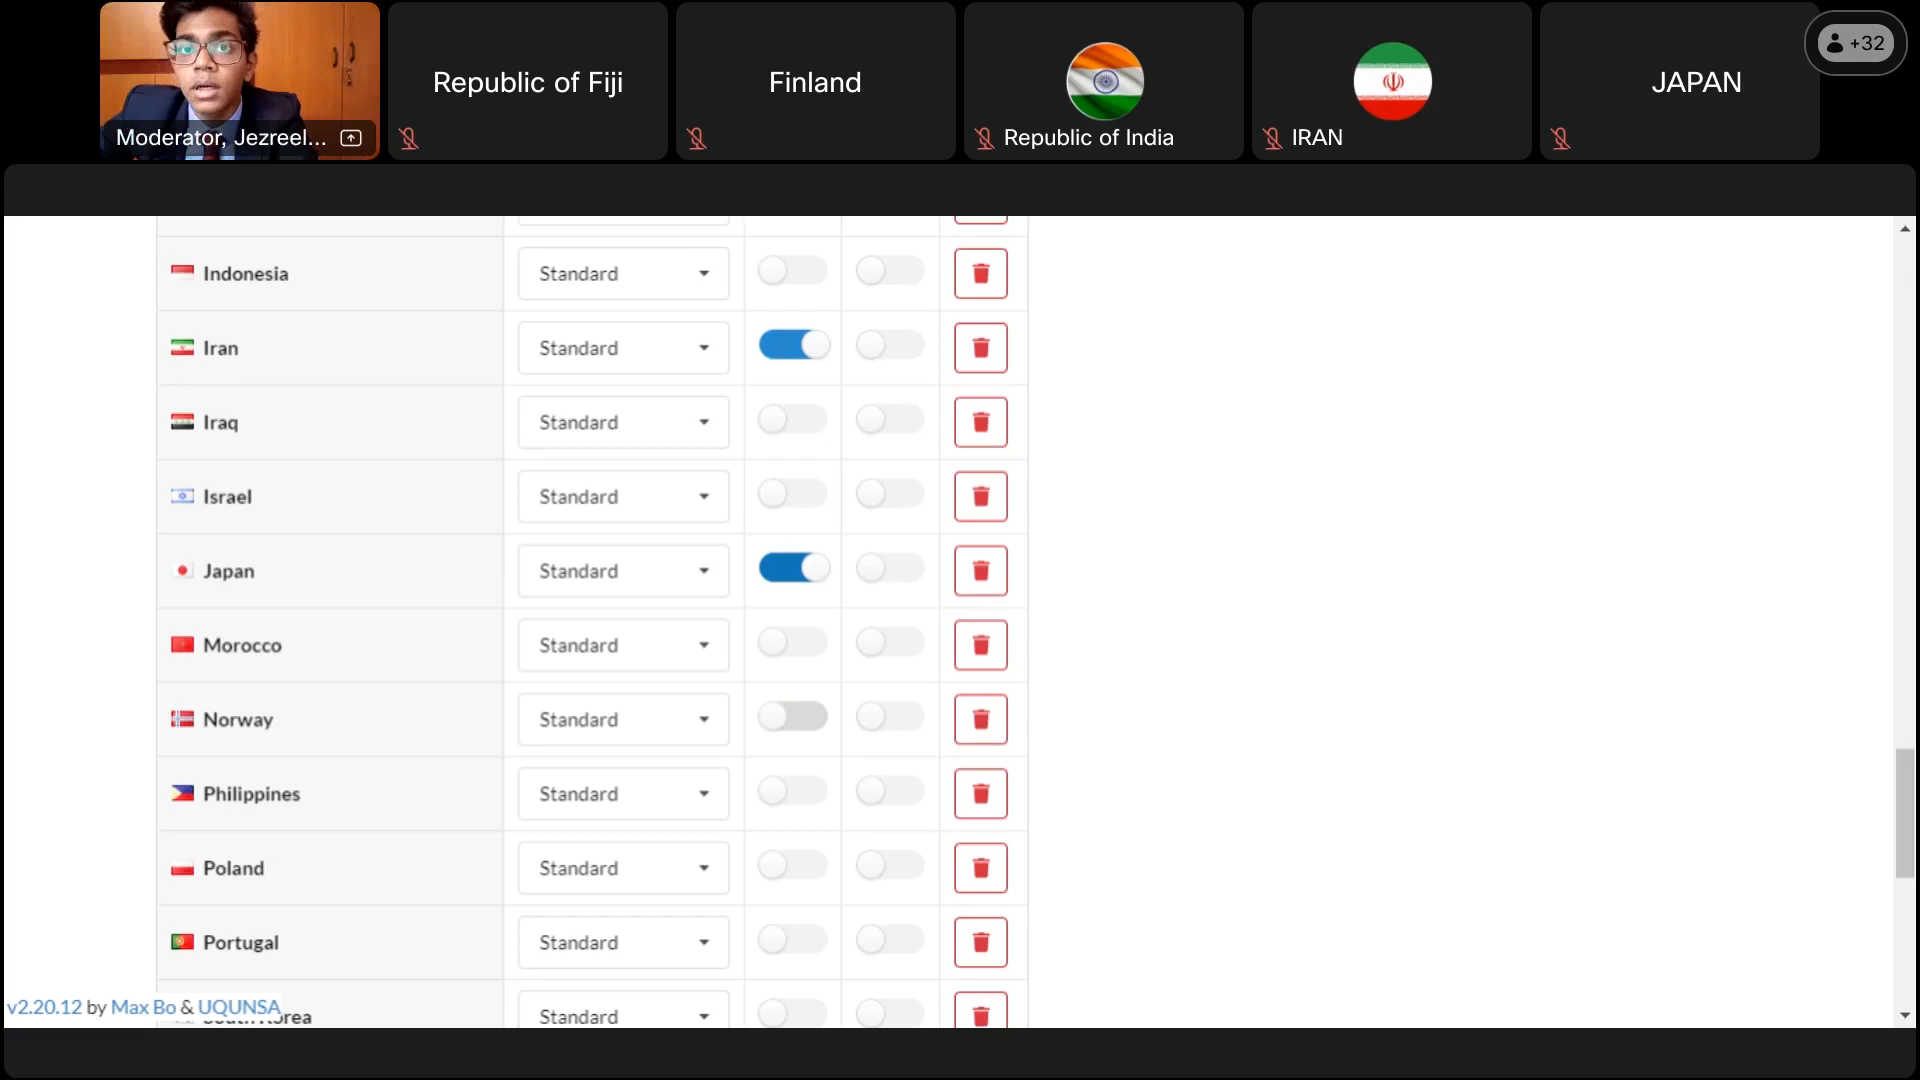 Moderator, Jezreel...
Republic of Fiji
Finland
Republic of India
IRAN
JAPAN
+32
Indonesia Standard
Iran Standard
Iraq Standard
Israel Standard
Japan Standard
Morocco Standard
Norway Standard
Philippines Standard
Poland Standard
Portugal Standard
South Korea Standard
v2.20.12 by Max Bo & UQUNSA